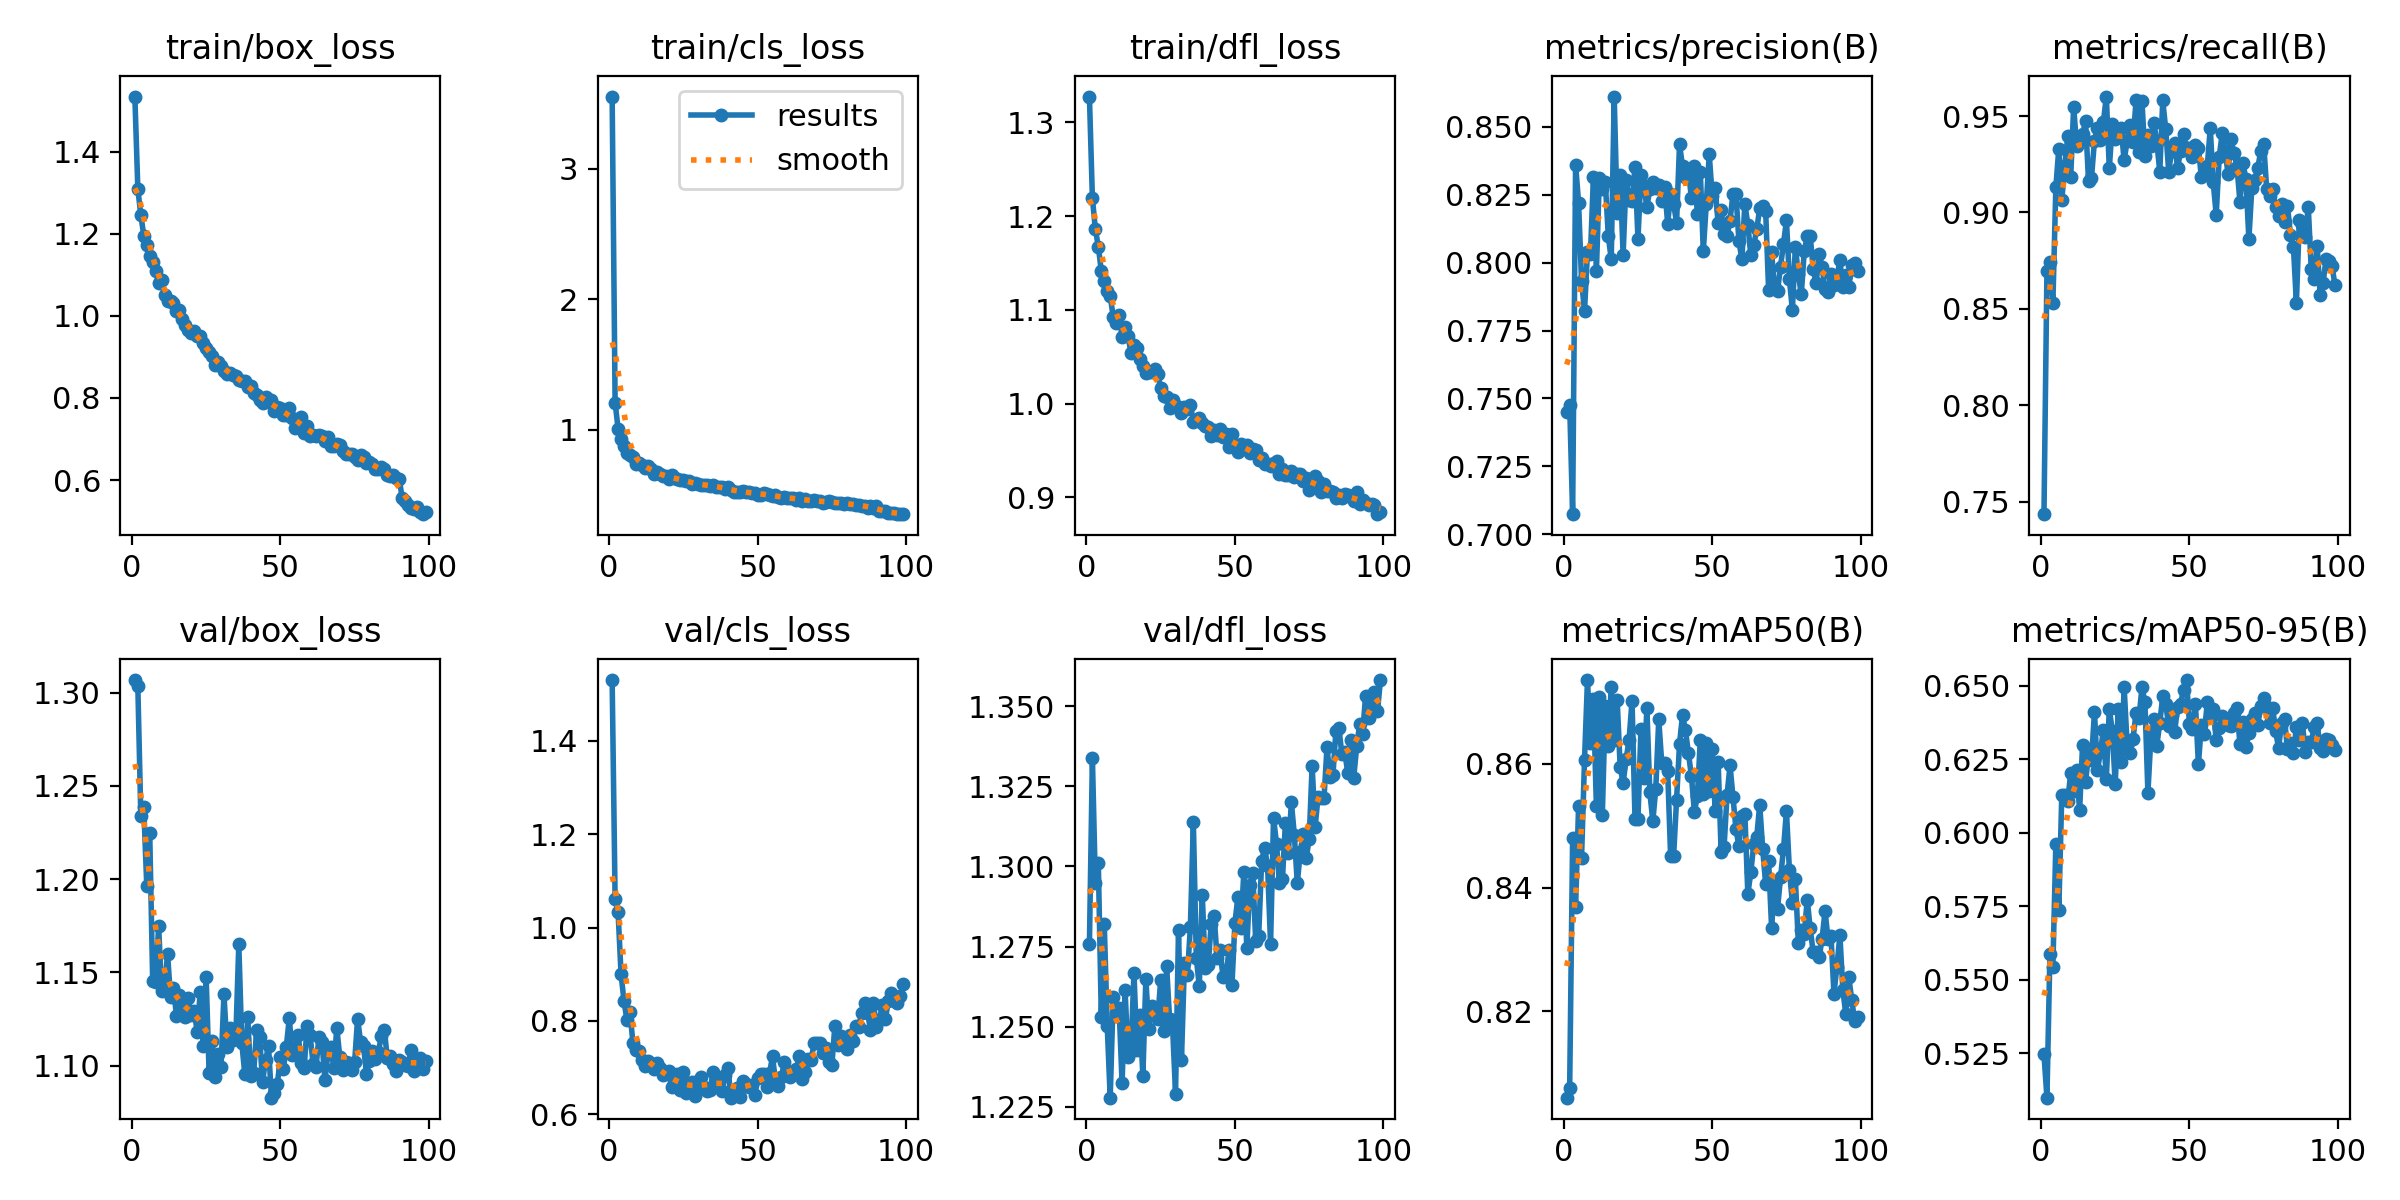 train/box_loss
1.4
1.2
1.0
0.8
0.6
0 50 100
train/cls_loss
results
smooth
3
2
1
0 50 100
train/dfl_loss
1.3
1.2
1.1
1.0
0.9
0 50 100
metrics/precision(B)
0.850
0.825
0.800
0.775
0.750
0.725
0.700
0 50 100
metrics/recall(B)
0.95
0.90
0.85
0.80
0.75
0 50 100
val/box_loss
1.30
1.25
1.20
1.15
1.10
0 50 100
val/cls_loss
1.4
1.2
1.0
0.8
0.6
0 50 100
val/dfl_loss
1.350
1.325
1.300
1.275
1.250
1.225
0 50 100
metrics/mAP50(B)
0.86
0.84
0.82
0 50 100
metrics/mAP50-95(B)
0.650
0.625
0.600
0.575
0.550
0.525
0 50 100